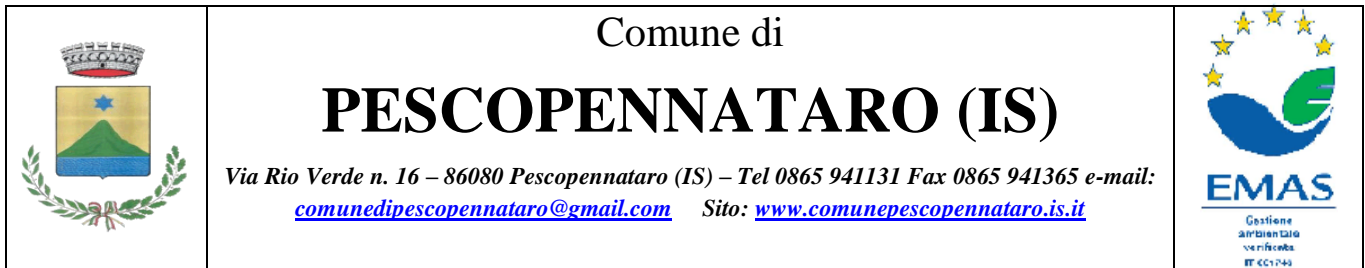 Comune di
PESCOPENNATARO (IS)
Via Rio Verde n. 16 – 86080 Pescopennataro (IS) – Tel 0865 941131 Fax 0865 941365 e-mail:
comunedipescopennataro@gmail.com Sito: www.comunepescopennataro.is.it
EMAS
Gestione
ambientale
verificata